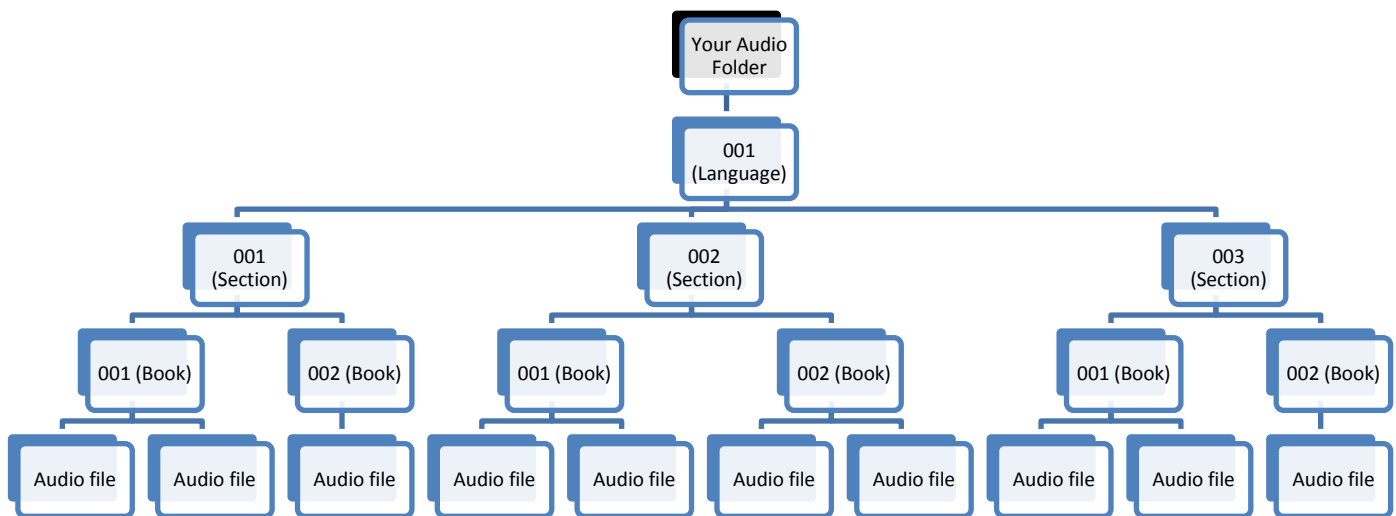 Your Audio
Folder
001
(Language)
001
(Section)
002
(Section)
003
(Section)
001 (Book)
002 (Book)
001 (Book)
002 (Book)
001 (Book)
002 (Book)
Audio file
Audio file
Audio file
Audio file
Audio file
Audio file
Audio file
Audio file
Audio file
Audio file